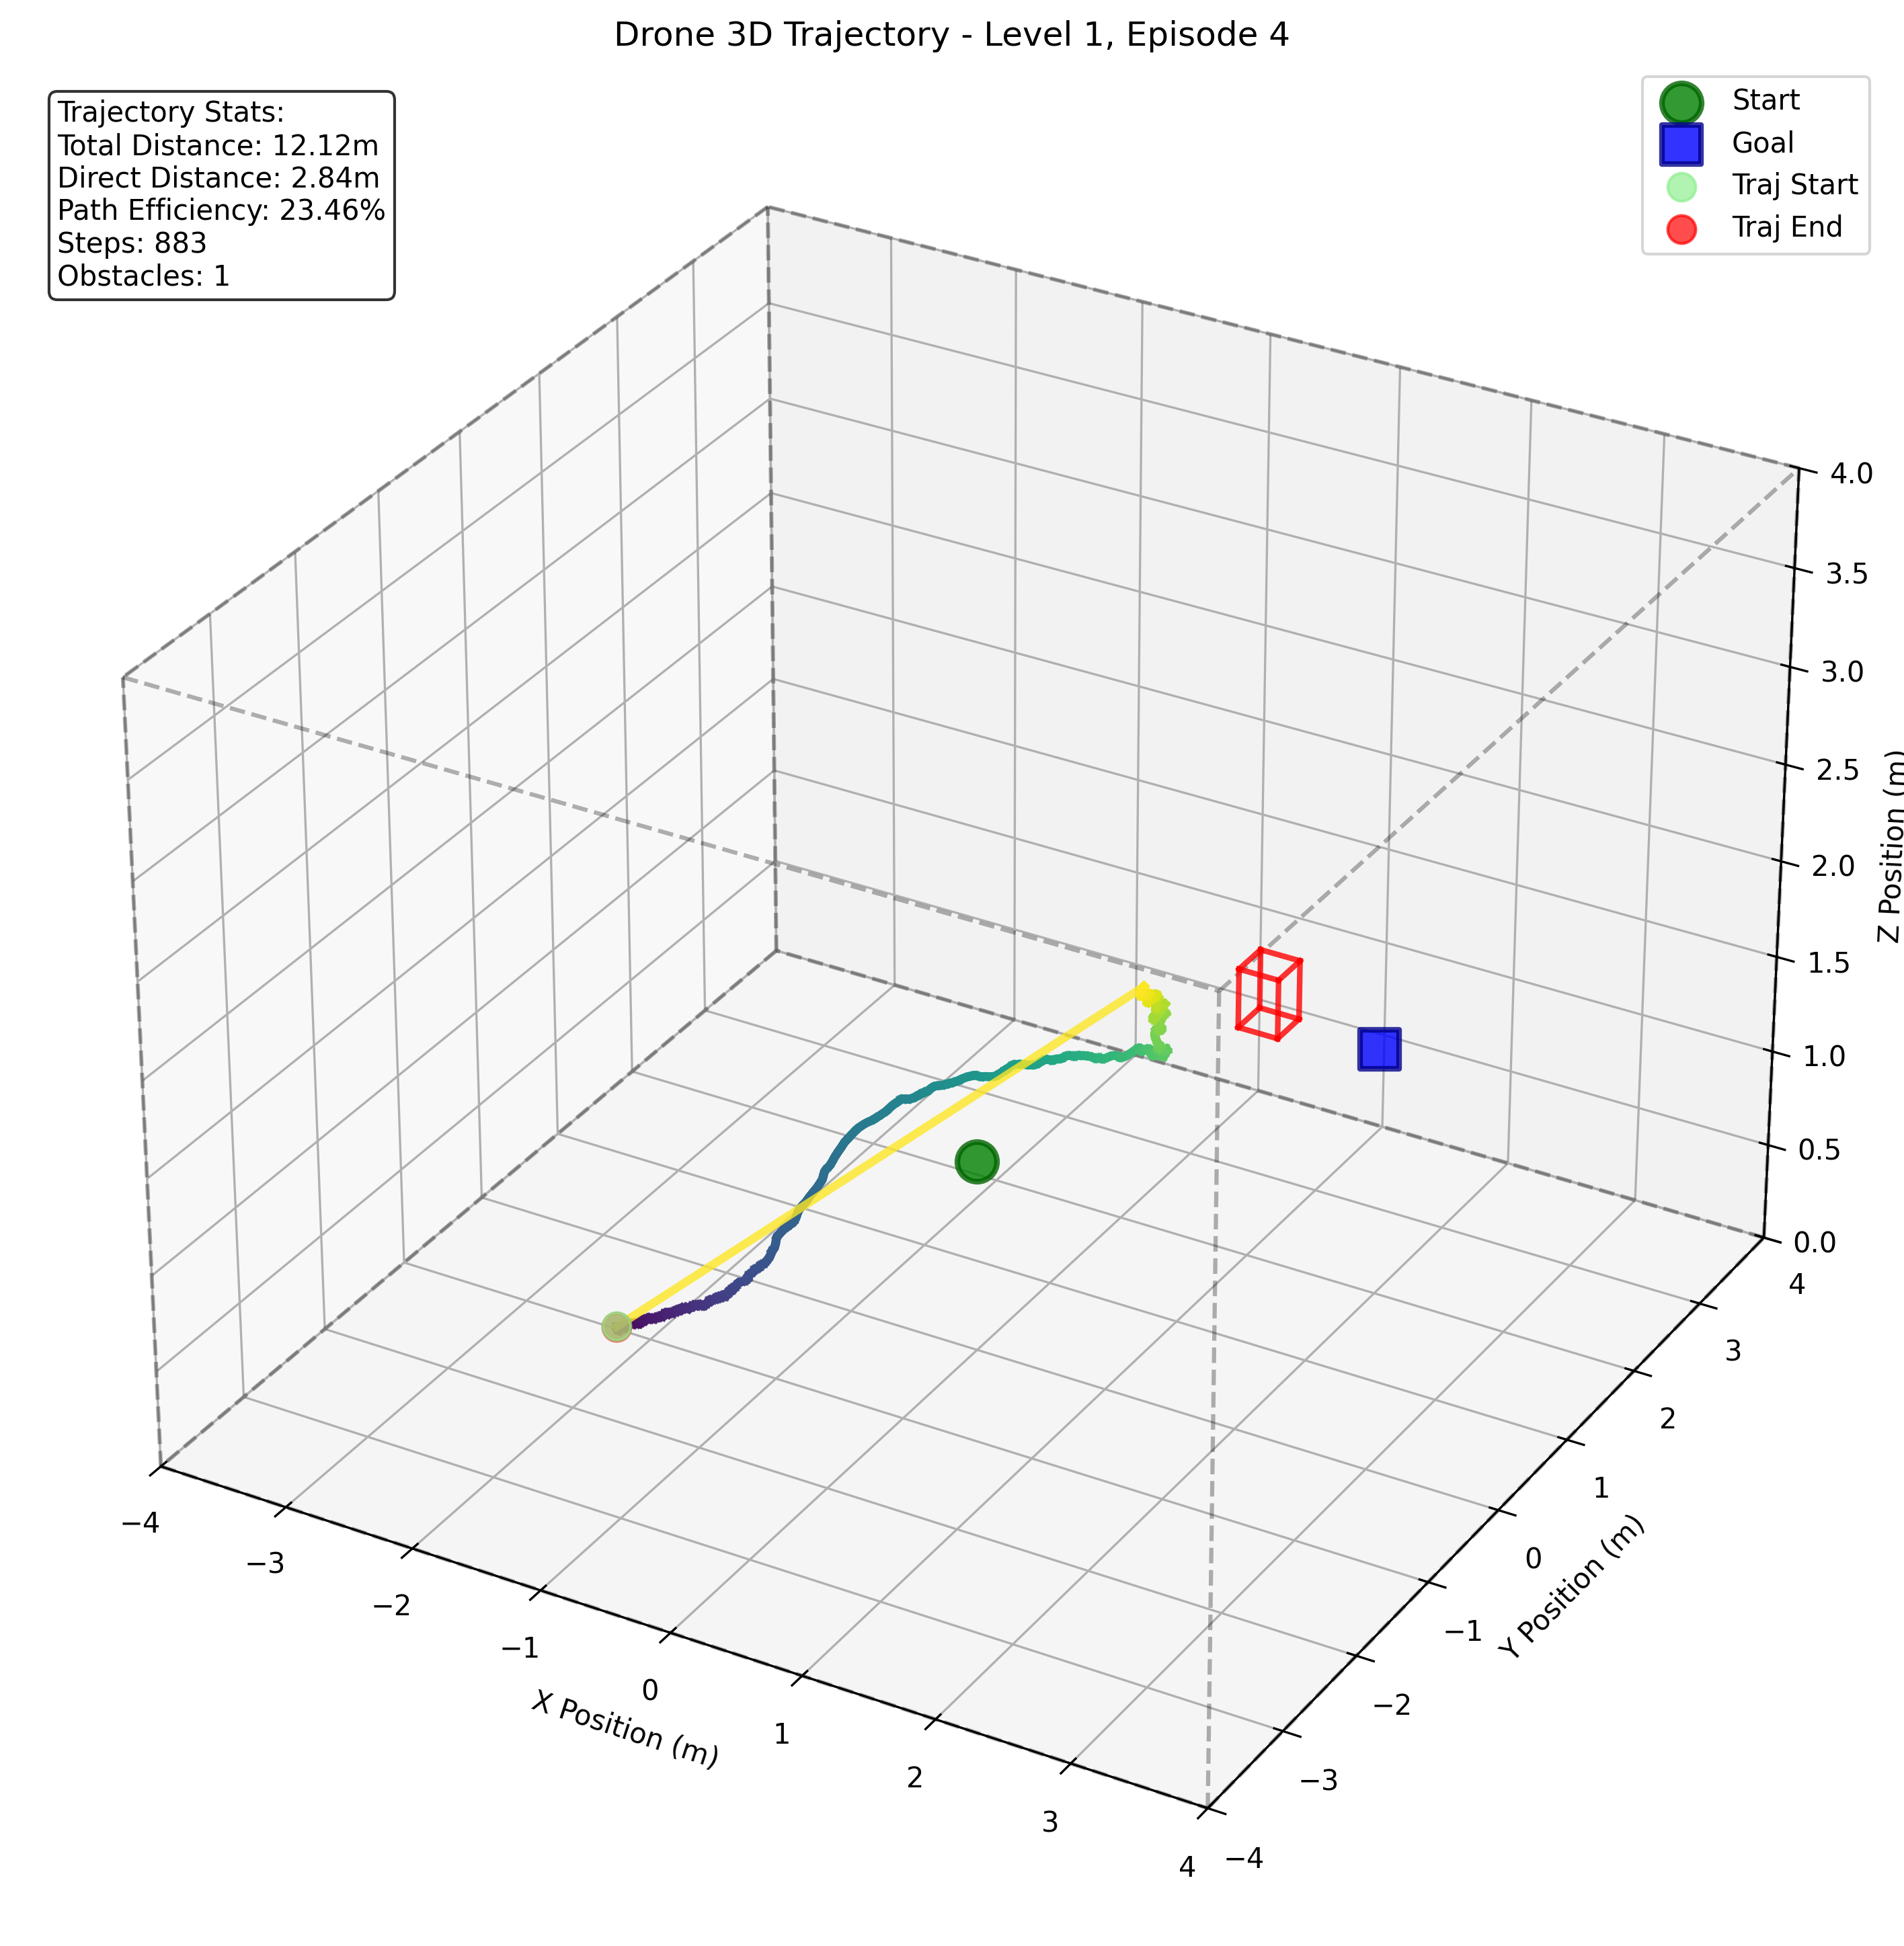 Drone 3D Trajectory - Level 1, Episode 4
Trajectory Stats:
Total Distance: 12.12m
Direct Distance: 2.84m
Path Efficiency: 23.46%
Steps: 883
Obstacles: 1
Start
Goal
Traj Start
Traj End
4.0
3.5
3.0
2.5
2.0
1.5
1.0
0.5
0.0
Z Position (m)
4
3
2
1
0
−1
−2
−3
−4
Y Position (m)
−4
−3
−2
−1
0
1
2
3
4
X Position (m)